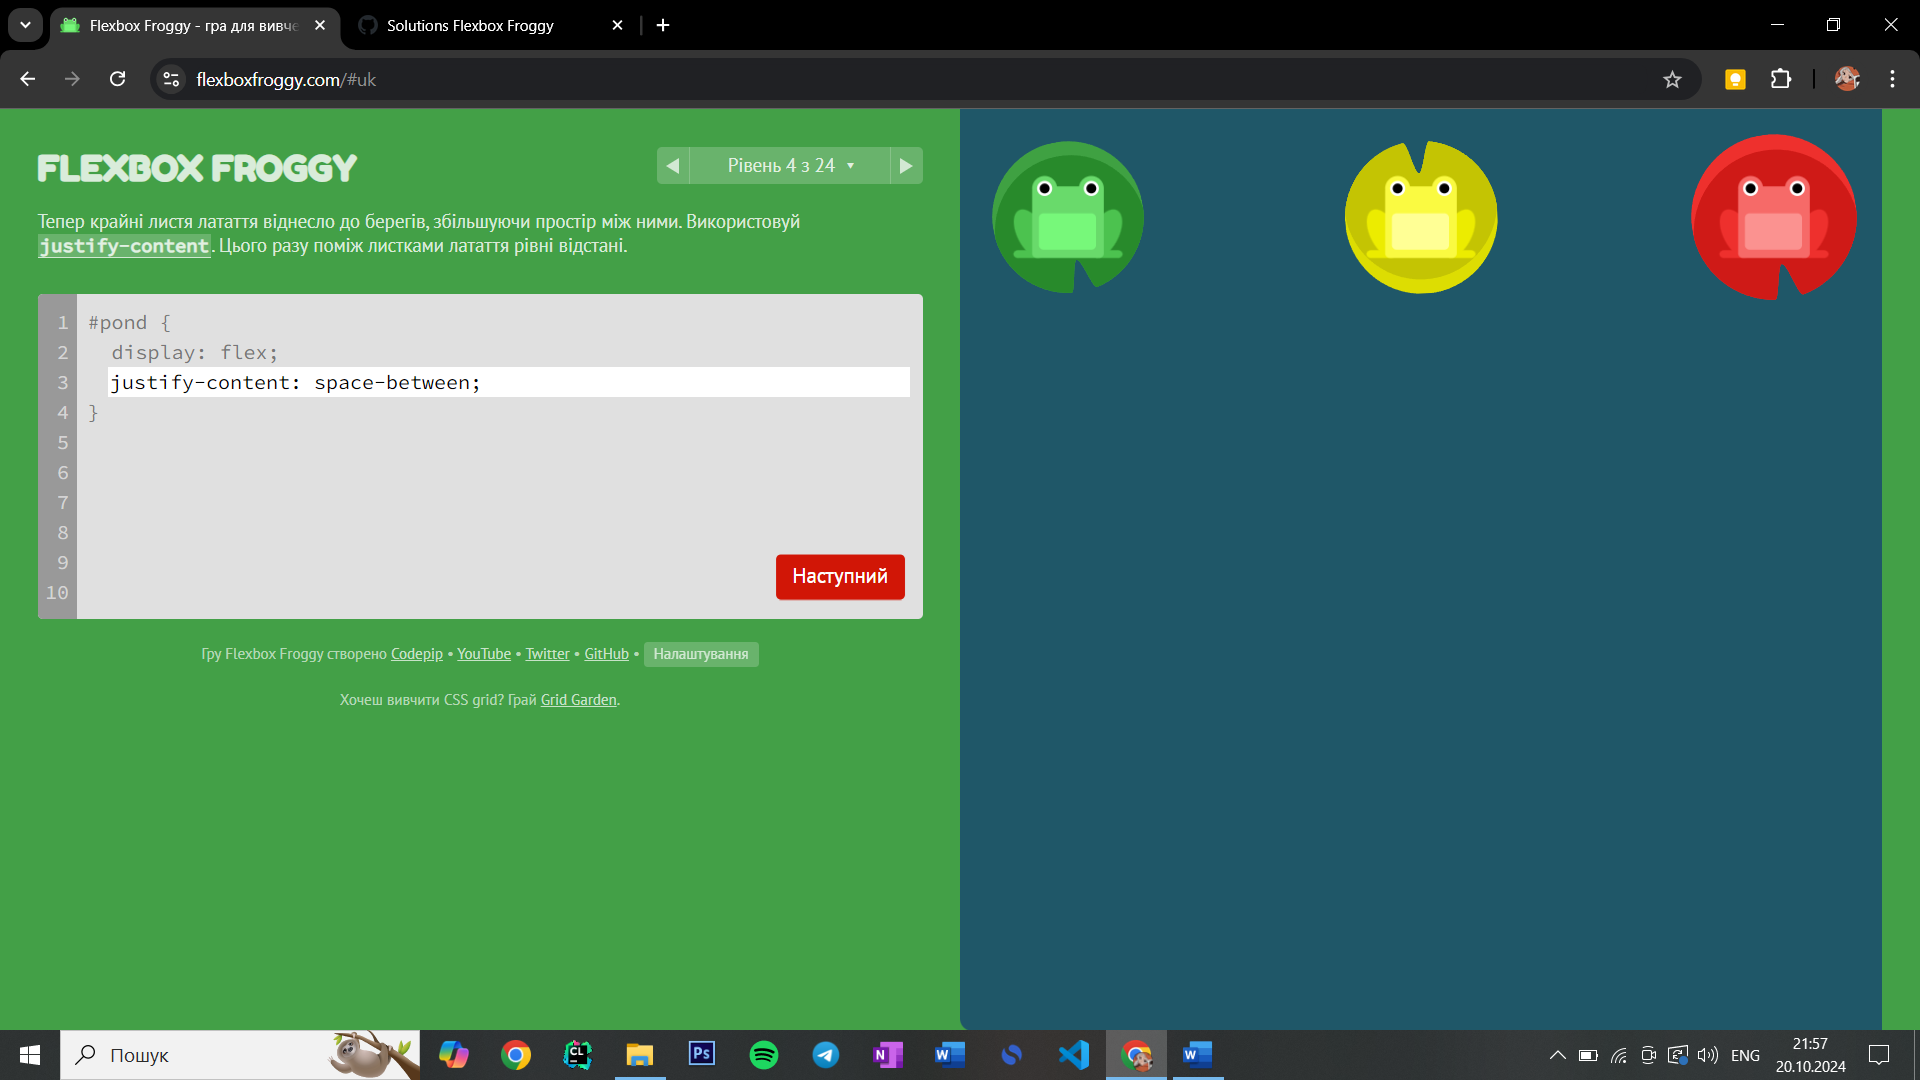 Flexbox Froggy - гра для вивче
Solutions Flexbox Froggy
flexboxfroggy.com/#uk
FLEXBOX FROGGY
Рівень 4 з 24
Тепер крайні листя латаття віднесло до берегів, збільшуючи простір між ними. Використовуй
justify-content. Цього разу поміж листками латаття рівні відстані.
1 #pond {
2 display: flex;
3 justify-content: space-between;
4 }
5
6
7
8
9
10
Наступний
Гру Flexbox Froggy створено Codepip • YouTube • Twitter • GitHub • Налаштування
Хочеш вивчити CSS grid? Грай Grid Garden.
Пошук
CL
Ps
N
W
W
ENG
21:57
20.10.2024